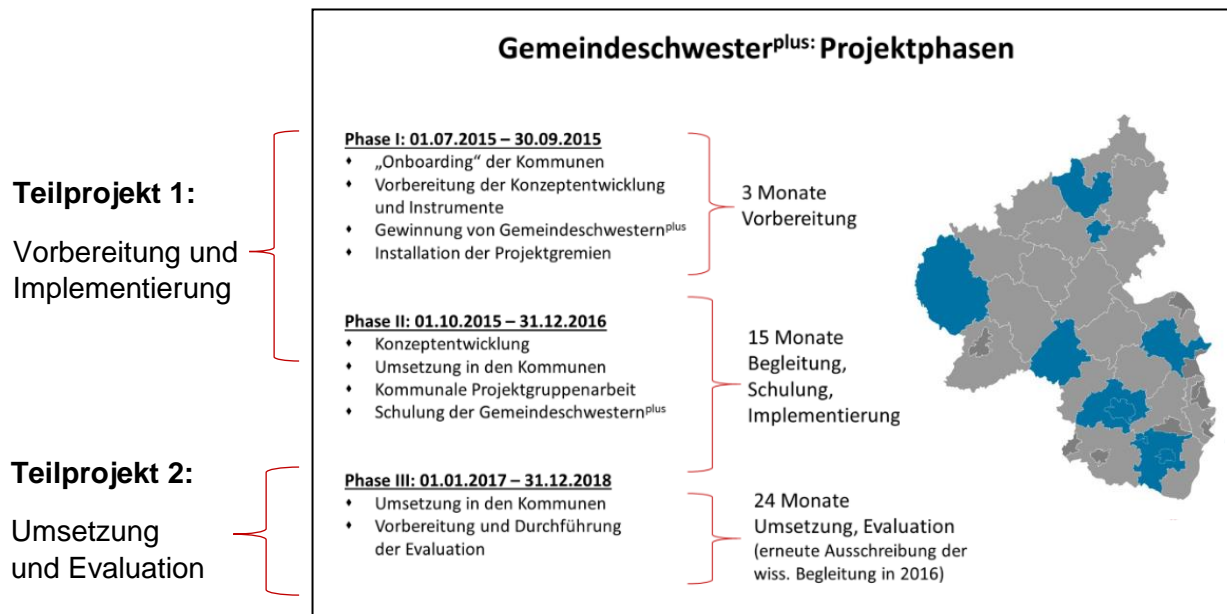 Gemeindeschwesterplus: Projektphasen
Teilprojekt 1:
Vorbereitung und
Implementierung
Phase I: 01.07.2015 – 30.09.2015
♦ „Onboarding“ der Kommunen
♦ Vorbereitung der Konzeptentwicklung
und Instrumente
♦ Gewinnung von Gemeindeschwesternplus
♦ Installation der Projektgremien
3 Monate
Vorbereitung
Phase II: 01.10.2015 – 31.12.2016
♦ Konzeptentwicklung
♦ Umsetzung in den Kommunen
♦ Kommunale Projektgruppenarbeit
♦ Schulung der Gemeindeschwesternplus
15 Monate
Begleitung,
Schulung,
Implementierung
Teilprojekt 2:
Umsetzung
und Evaluation
Phase III: 01.01.2017 – 31.12.2018
♦ Umsetzung in den Kommunen
♦ Vorbereitung und Durchführung
der Evaluation
24 Monate
Umsetzung, Evaluation
(erneute Ausschreibung der
wiss. Begleitung in 2016)